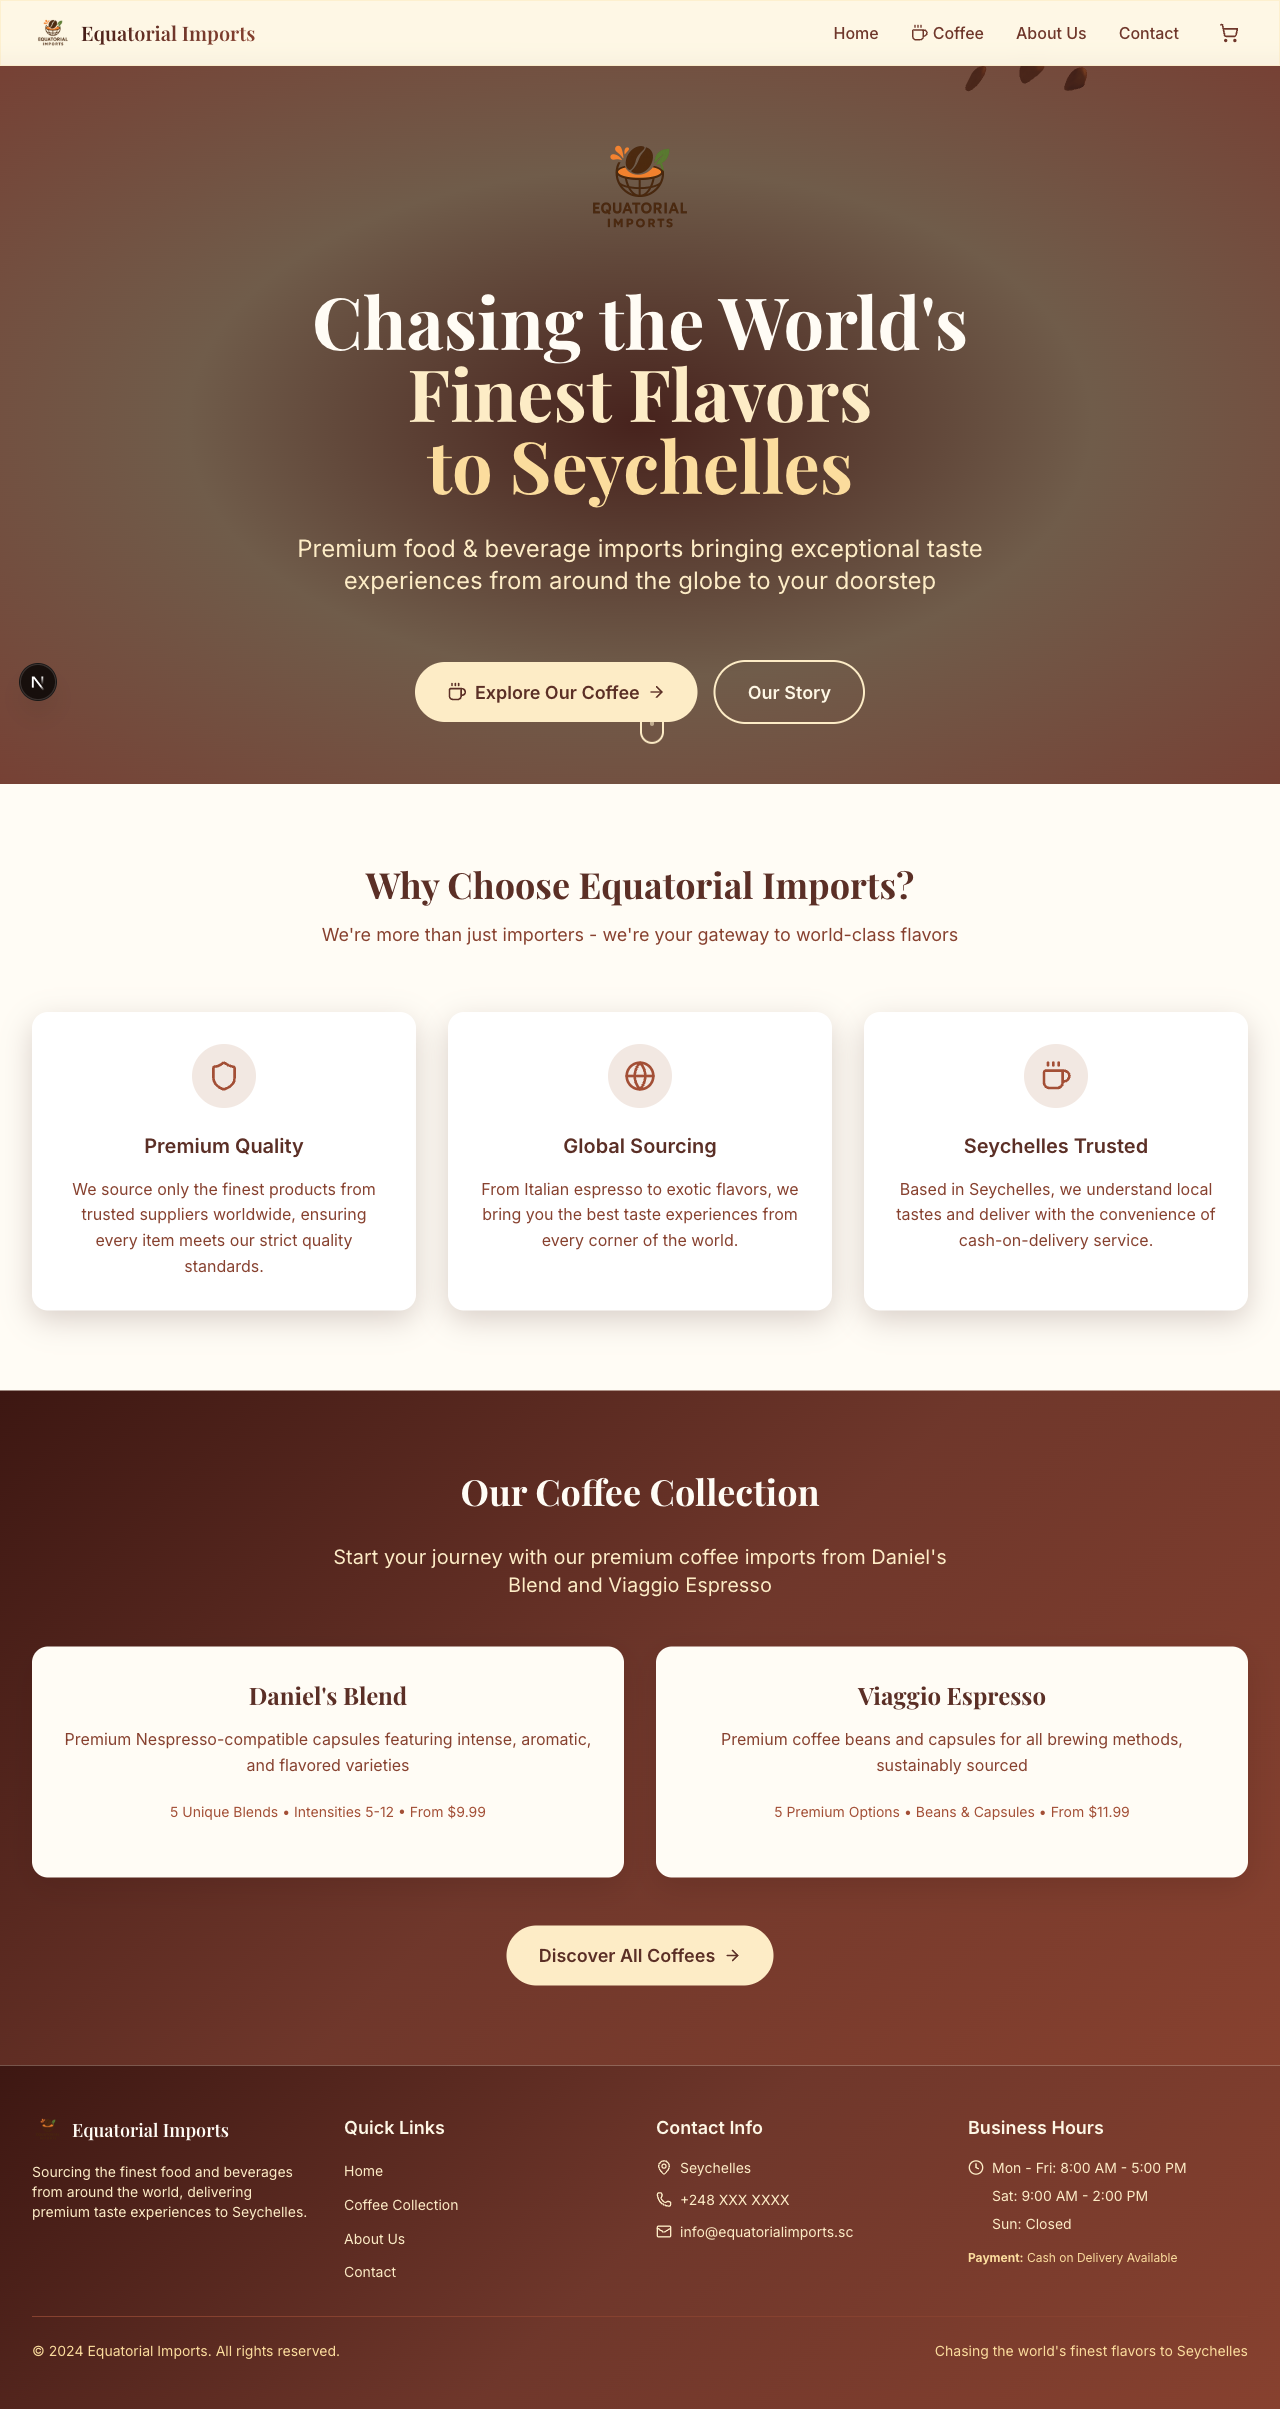 EQUATORIAL
IMPORTS
Equatorial Imports
Home
Coffee
About Us
Contact
EQUATORIAL
IMPORTS
Chasing the World's
Finest Flavors
to Seychelles
Premium food & beverage imports bringing exceptional taste
experiences from around the globe to your doorstep
N
Explore Our Coffee →
Our Story
Why Choose Equatorial Imports?
We're more than just importers - we're your gateway to world-class flavors
Premium Quality
We source only the finest products from
trusted suppliers worldwide, ensuring
every item meets our strict quality
standards.
Global Sourcing
From Italian espresso to exotic flavors, we
bring you the best taste experiences from
every corner of the world.
Seychelles Trusted
Based in Seychelles, we understand local
tastes and deliver with the convenience of
cash-on-delivery service.
Our Coffee Collection
Start your journey with our premium coffee imports from Daniel's
Blend and Viaggio Espresso
Daniel's Blend
Premium Nespresso-compatible capsules featuring intense, aromatic,
and flavored varieties
5 Unique Blends • Intensities 5-12 • From $9.99
Viaggio Espresso
Premium coffee beans and capsules for all brewing methods,
sustainably sourced
5 Premium Options • Beans & Capsules • From $11.99
Discover All Coffees →
Equatorial Imports
Sourcing the finest food and beverages
from around the world, delivering
premium taste experiences to Seychelles.
Quick Links
Home
Coffee Collection
About Us
Contact
Contact Info
Seychelles
+248 XXX XXXX
info@equatorialimports.sc
Business Hours
Mon - Fri: 8:00 AM - 5:00 PM
Sat: 9:00 AM - 2:00 PM
Sun: Closed
Payment: Cash on Delivery Available
© 2024 Equatorial Imports. All rights reserved.
Chasing the world's finest flavors to Seychelles